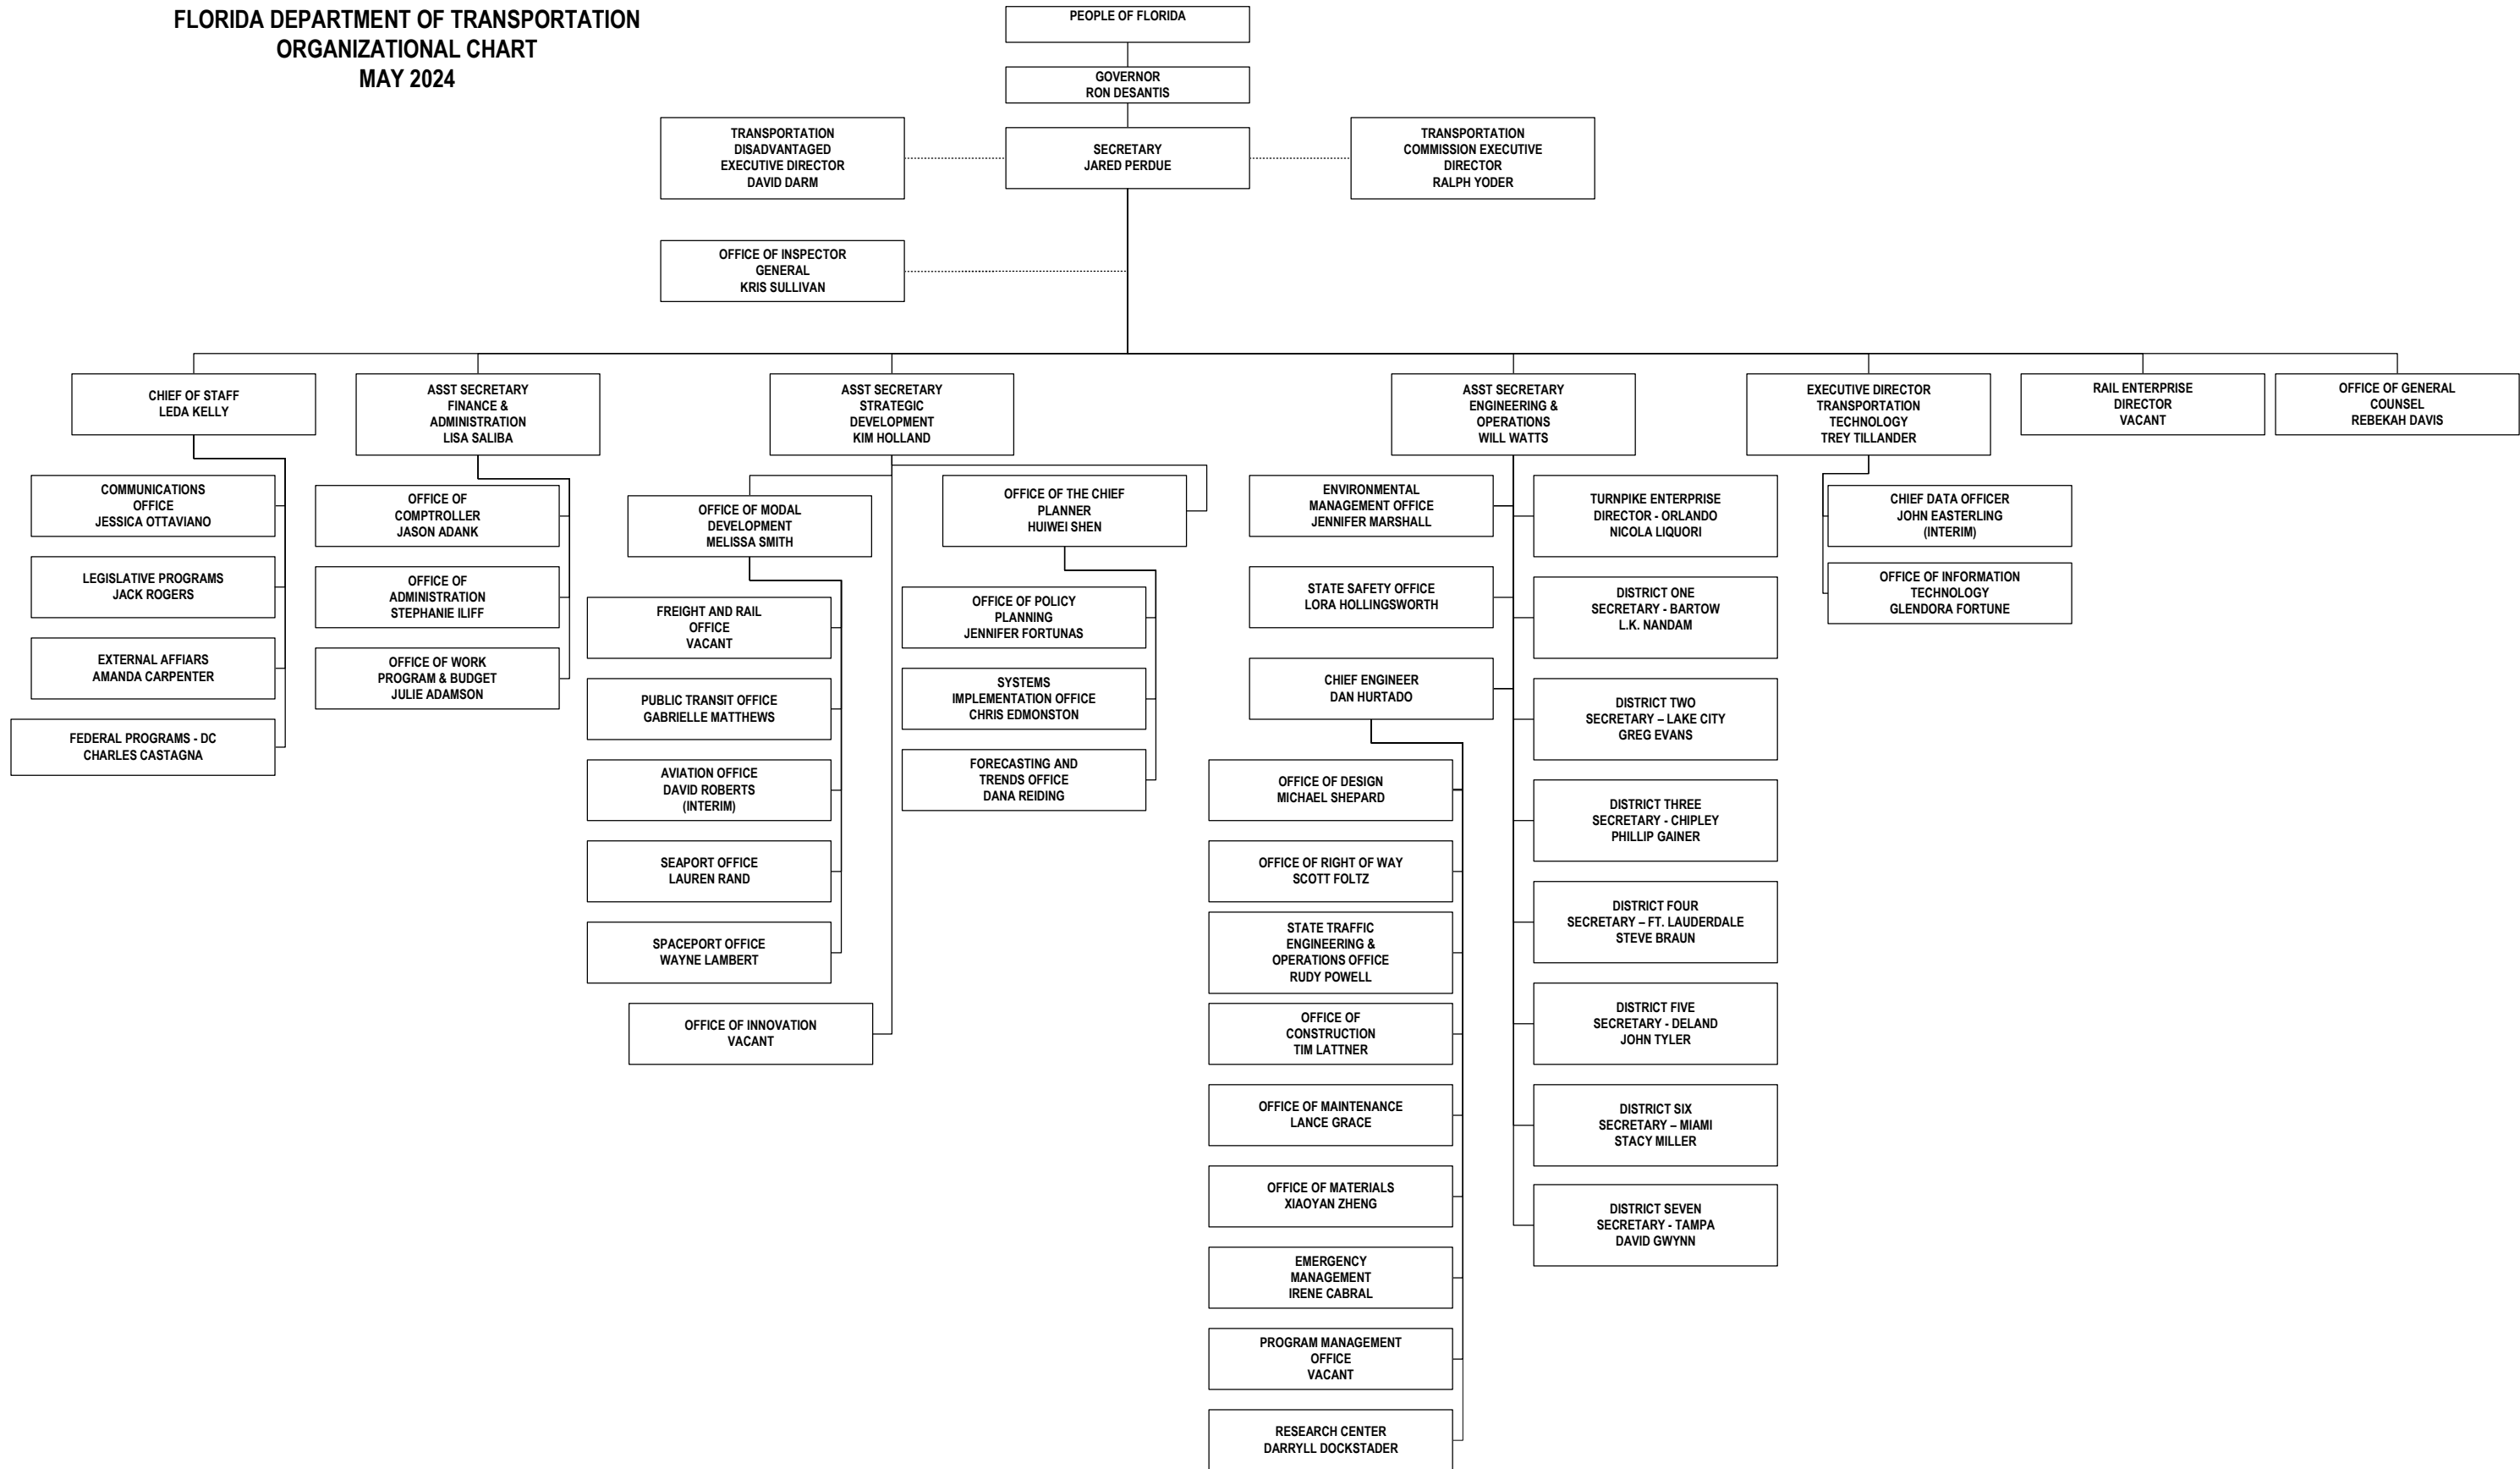 FLORIDA DEPARTMENT OF TRANSPORTATION
ORGANIZATIONAL CHART
MAY 2024
PEOPLE OF FLORIDA
GOVERNOR
RON DESANTIS
TRANSPORTATION
DISADVANTAGED
EXECUTIVE DIRECTOR
DAVID DARM
SECRETARY
JARED PERDUE
TRANSPORTATION
COMMISSION EXECUTIVE
DIRECTOR
RALPH YODER
OFFICE OF INSPECTOR
GENERAL
KRIS SULLIVAN
CHIEF OF STAFF
LEDA KELLY
ASST SECRETARY
FINANCE &
ADMINISTRATION
LISA SALIBA
ASST SECRETARY
STRATEGIC
DEVELOPMENT
KIM HOLLAND
ASST SECRETARY
ENGINEERING &
OPERATIONS
WILL WATTS
EXECUTIVE DIRECTOR
TRANSPORTATION
TECHNOLOGY
TREY TILLANDER
RAIL ENTERPRISE
DIRECTOR
VACANT
OFFICE OF GENERAL
COUNSEL
REBEKAH DAVIS
COMMUNICATIONS
OFFICE
JESSICA OTTAVIANO
LEGISLATIVE PROGRAMS
JACK ROGERS
EXTERNAL AFFIARS
AMANDA CARPENTER
FEDERAL PROGRAMS - DC
CHARLES CASTAGNA
OFFICE OF
COMPTROLLER
JASON ADANK
OFFICE OF
ADMINISTRATION
STEPHANIE ILIFF
OFFICE OF WORK
PROGRAM & BUDGET
JULIE ADAMSON
OFFICE OF MODAL
DEVELOPMENT
MELISSA SMITH
FREIGHT AND RAIL
OFFICE
VACANT
PUBLIC TRANSIT OFFICE
GABRIELLE MATTHEWS
AVIATION OFFICE
DAVID ROBERTS
(INTERIM)
SEAPORT OFFICE
LAUREN RAND
SPACEPORT OFFICE
WAYNE LAMBERT
OFFICE OF INNOVATION
VACANT
OFFICE OF THE CHIEF
PLANNER
HUIWEI SHEN
OFFICE OF POLICY
PLANNING
JENNIFER FORTUNAS
SYSTEMS
IMPLEMENTATION OFFICE
CHRIS EDMONSTON
FORECASTING AND
TRENDS OFFICE
DANA REIDING
ENVIRONMENTAL
MANAGEMENT OFFICE
JENNIFER MARSHALL
STATE SAFETY OFFICE
LORA HOLLINGSWORTH
CHIEF ENGINEER
DAN HURTADO
OFFICE OF DESIGN
MICHAEL SHEPARD
OFFICE OF RIGHT OF WAY
SCOTT FOLTZ
STATE TRAFFIC
ENGINEERING &
OPERATIONS OFFICE
RUDY POWELL
OFFICE OF
CONSTRUCTION
TIM LATTNER
OFFICE OF MAINTENANCE
LANCE GRACE
OFFICE OF MATERIALS
XIAOYAN ZHENG
EMERGENCY
MANAGEMENT
IRENE CABRAL
PROGRAM MANAGEMENT
OFFICE
VACANT
RESEARCH CENTER
DARRYLL DOCKSTADER
TURNPIKE ENTERPRISE
DIRECTOR - ORLANDO
NICOLA LIQUORI
DISTRICT ONE
SECRETARY - BARTOW
L.K. NANDAM
DISTRICT TWO
SECRETARY – LAKE CITY
GREG EVANS
DISTRICT THREE
SECRETARY - CHIPLEY
PHILLIP GAINER
DISTRICT FOUR
SECRETARY – FT. LAUDERDALE
STEVE BRAUN
DISTRICT FIVE
SECRETARY - DELAND
JOHN TYLER
DISTRICT SIX
SECRETARY – MIAMI
STACY MILLER
DISTRICT SEVEN
SECRETARY - TAMPA
DAVID GWYNN
CHIEF DATA OFFICER
JOHN EASTERLING
(INTERIM)
OFFICE OF INFORMATION
TECHNOLOGY
GLENDORA FORTUNE